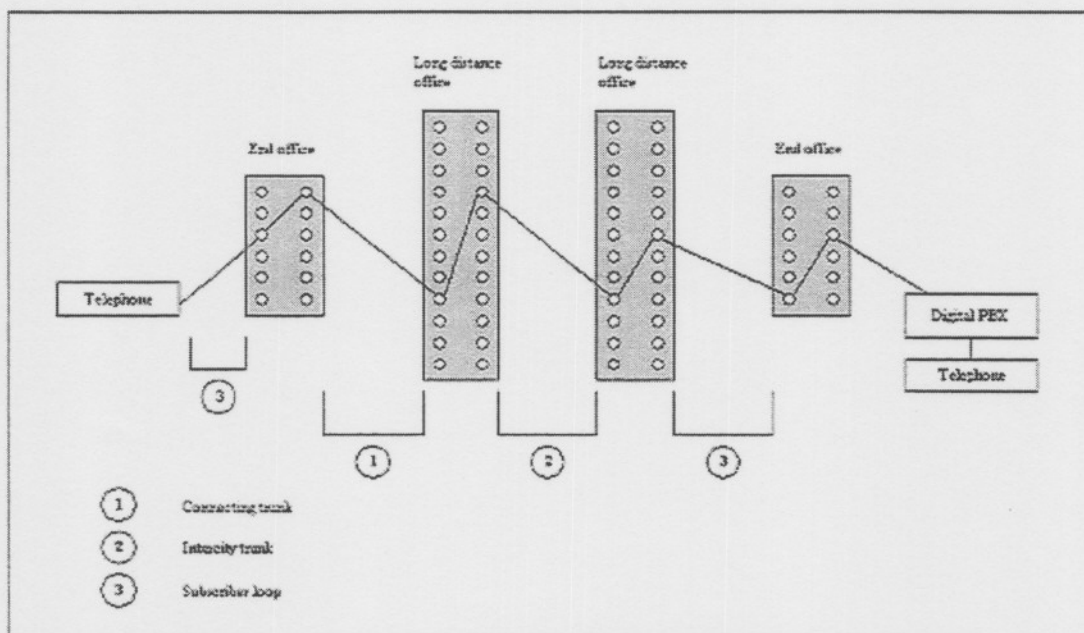 Long distance
office
Long distance
office
End office
End office
Telephone
Digital PBX
Telephone
3
1
2
3
1 Connecting trunk
2 Intercity trunk
3 Subscriber loop